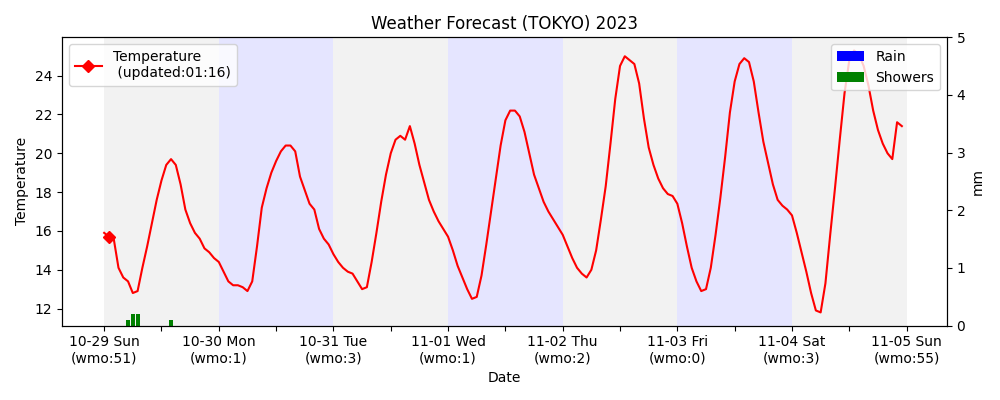 Weather Forecast (TOKYO) 2023
Temperature
(updated:01:16)
Rain
Showers
Temperature
24
22
20
18
16
14
12
5
4
3
2
1
0
mm
10-29 Sun
(wmo:51)
10-30 Mon
(wmo:1)
10-31 Tue
(wmo:3)
11-01 Wed
(wmo:1)
11-02 Thu
(wmo:2)
11-03 Fri
(wmo:0)
11-04 Sat
(wmo:3)
11-05 Sun
(wmo:55)
Date